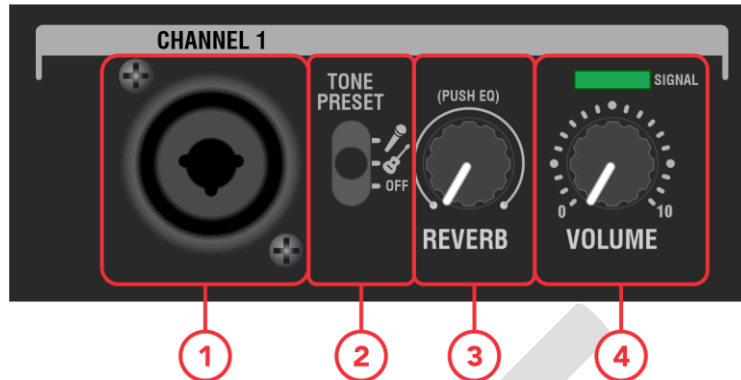 CHANNEL 1
TONE
PRESET
OFF
(PUSH EQ)
REVERB
SIGNAL
0
10
VOLUME
1
2
3
4